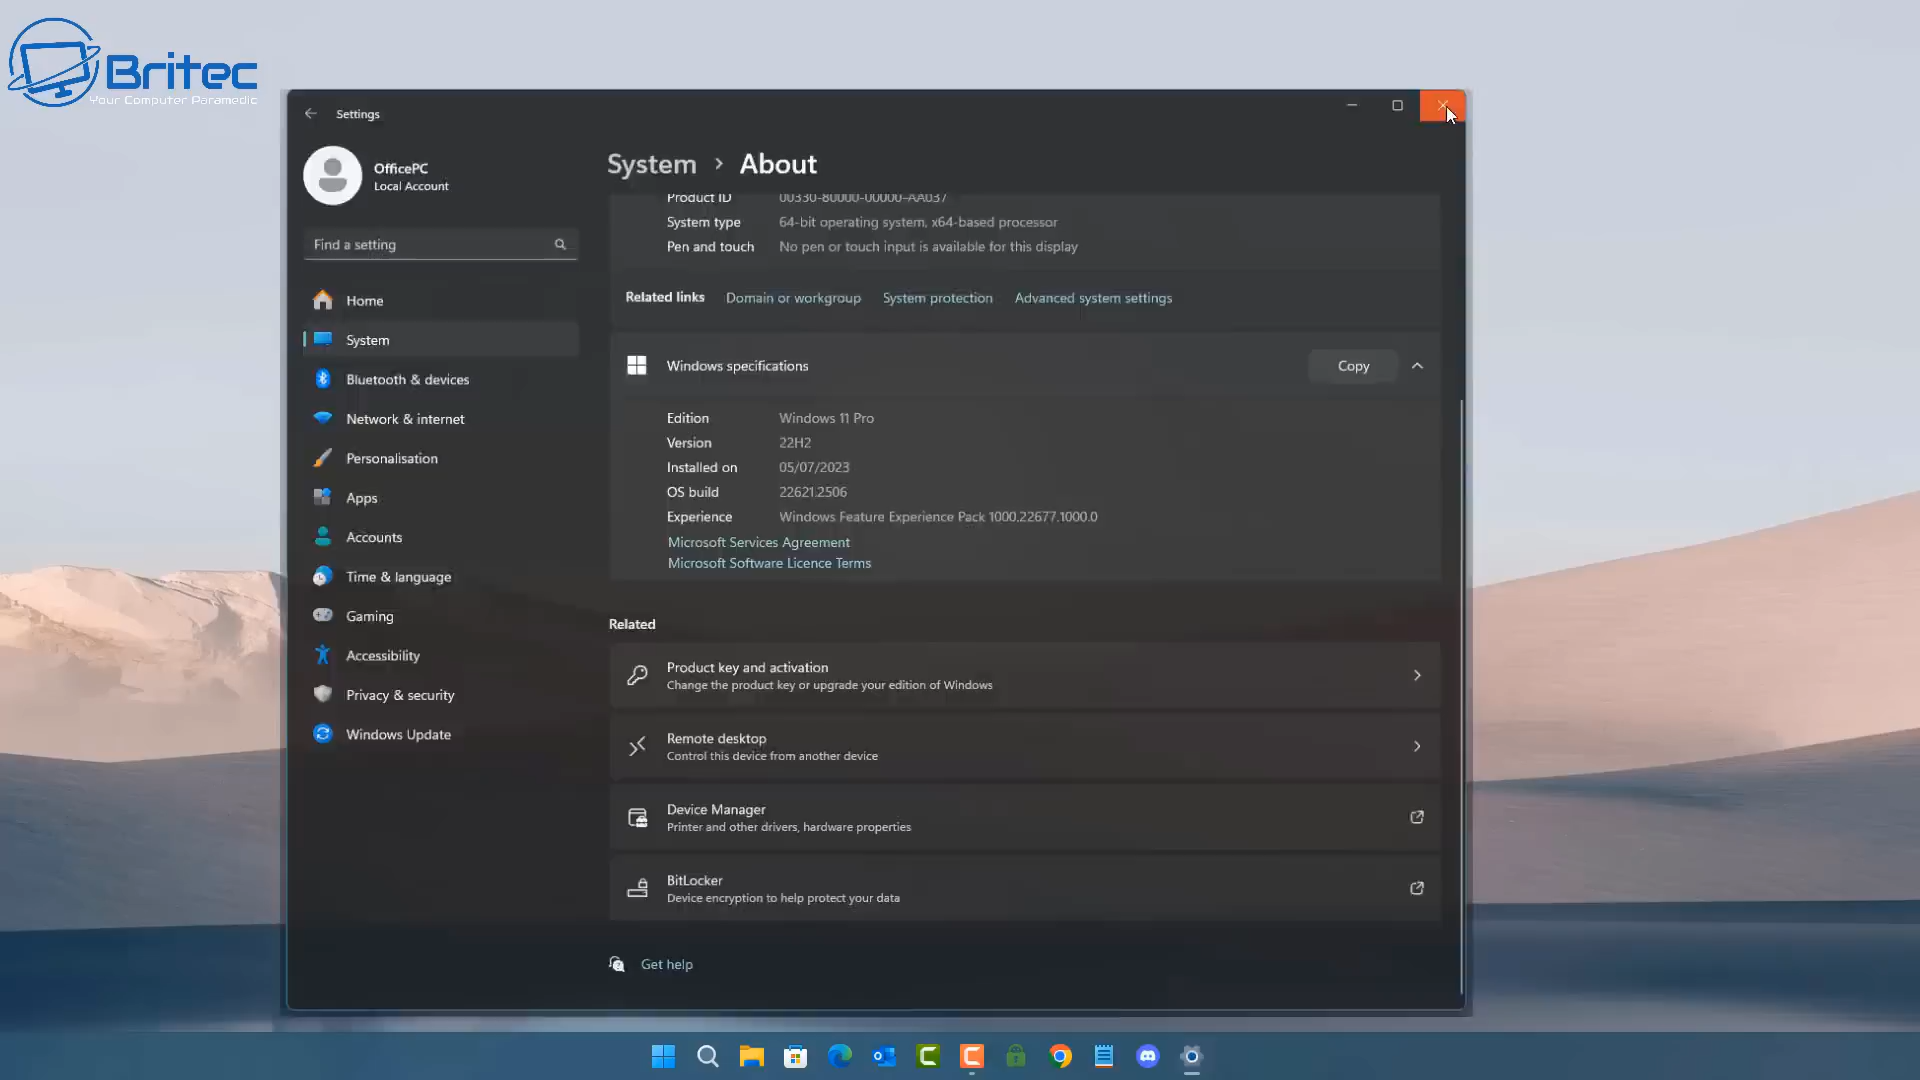 Britec
Your Computer Paramedic
Settings
OfficePC
Local Account
Find a setting
Home
System
Bluetooth & devices
Network & internet
Personalisation
Apps
Accounts
Time & language
Gaming
Accessibility
Privacy & security
Windows Update
System > About
Product ID 00330-80000-00000-AA037
System type 64-bit operating system, x64-based processor
Pen and touch No pen or touch input is available for this display
Related links Domain or workgroup System protection Advanced system settings
Windows specifications Copy
Edition Windows 11 Pro
Version 22H2
Installed on 05/07/2023
OS build 22621.2506
Experience Windows Feature Experience Pack 1000.22677.1000.0
Microsoft Services Agreement
Microsoft Software Licence Terms
Related
Product key and activation
Change the product key or upgrade your edition of Windows
Remote desktop
Control this device from another device
Device Manager
Printer and other drivers, hardware properties
BitLocker
Device encryption to help protect your data
Get help